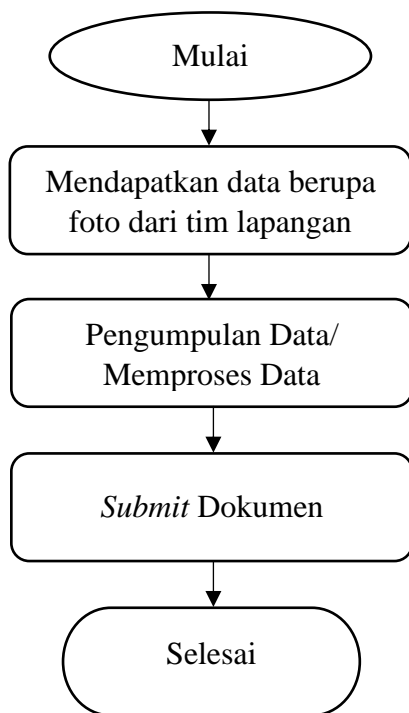 Mulai
Mendapatkan data berupa
foto dari tim lapangan
Pengumpulan Data/
Memproses Data
Submit Dokumen
Selesai